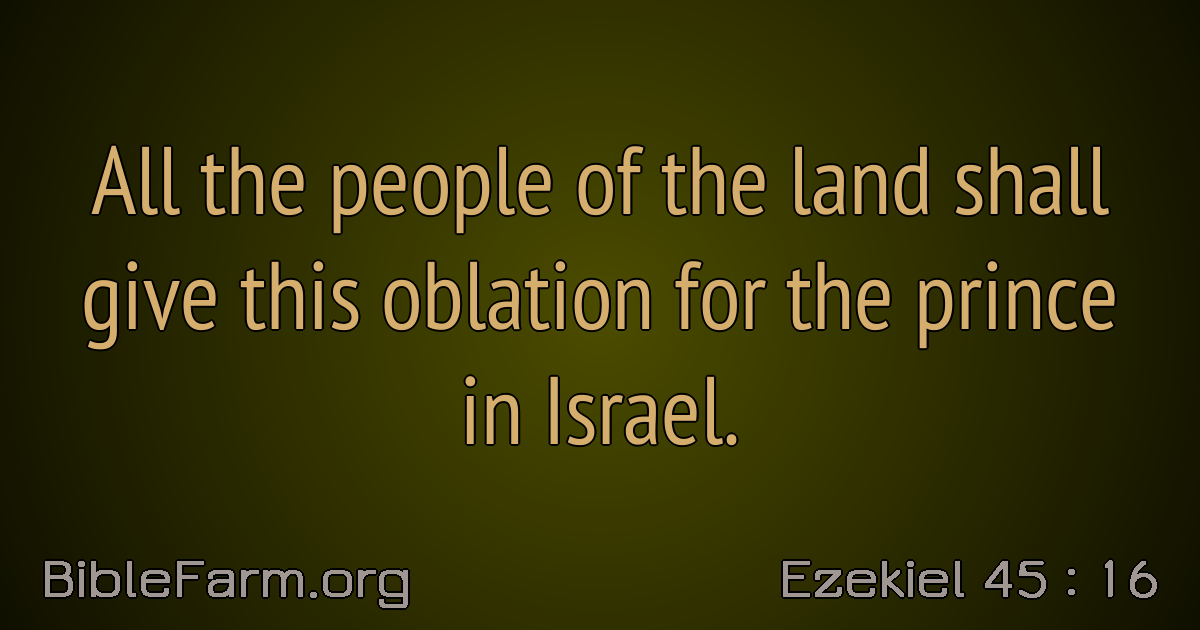 All the people of the land shall
give this oblation for the prince
in Israel.
BibleFarm.org
Ezekiel 45 : 16